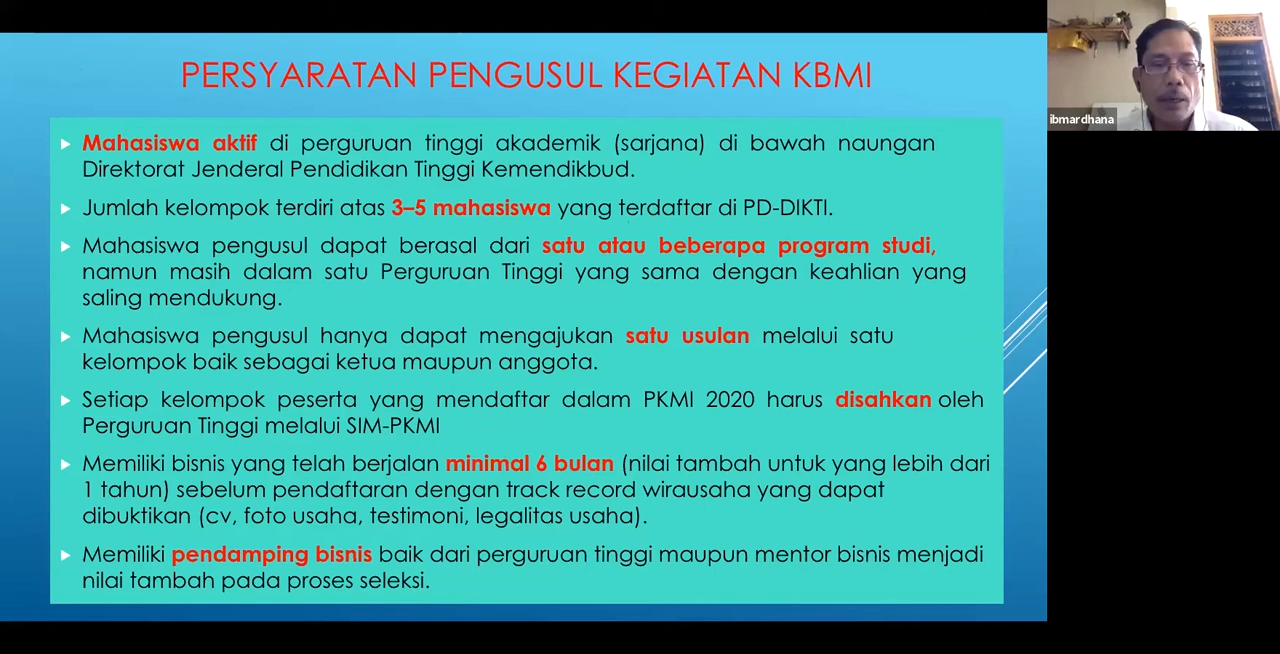 PERSYARATAN PENGUSUL KEGIATAN KBMI
Mahasiswa aktif di perguruan tinggi akademik (sarjana) di bawah naungan
Direktorat Jenderal Pendidikan Tinggi Kemendikbud.
Jumlah kelompok terdiri atas 3–5 mahasiswa yang terdaftar di PD-DIKTI.
Mahasiswa pengusul dapat berasal dari satu atau beberapa program studi,
namun masih dalam satu Perguruan Tinggi yang sama dengan keahlian yang
saling mendukung.
Mahasiswa pengusul hanya dapat mengajukan satu usulan melalui satu
kelompok baik sebagai ketua maupun anggota.
Setiap kelompok peserta yang mendaftar dalam PKMI 2020 harus disahkan oleh
Perguruan Tinggi melalui SIM-PKMI
Memiliki bisnis yang telah berjalan minimal 6 bulan (nilai tambah untuk yang lebih dari
1 tahun) sebelum pendaftaran dengan track record wirausaha yang dapat
dibuktikan (cv, foto usaha, testimoni, legalitas usaha).
Memiliki pendamping bisnis baik dari perguruan tinggi maupun mentor bisnis menjadi
nilai tambah pada proses seleksi.
ibmardhana